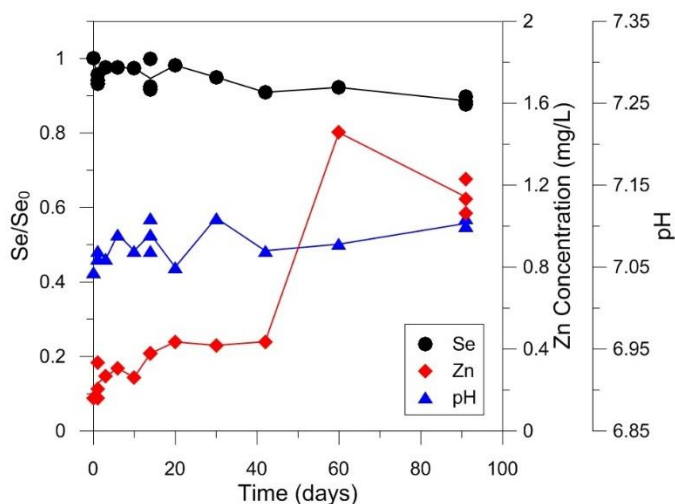 Se/Se0
1
0.8
0.6
0.4
0.2
0
0 20 40 60 80 100
Time (days)
Se
Zn
pH
2
1.6
1.2
0.8
0.4
0
Zn Concentration (mg/L)
7.35
7.25
7.15
7.05
6.95
6.85
pH